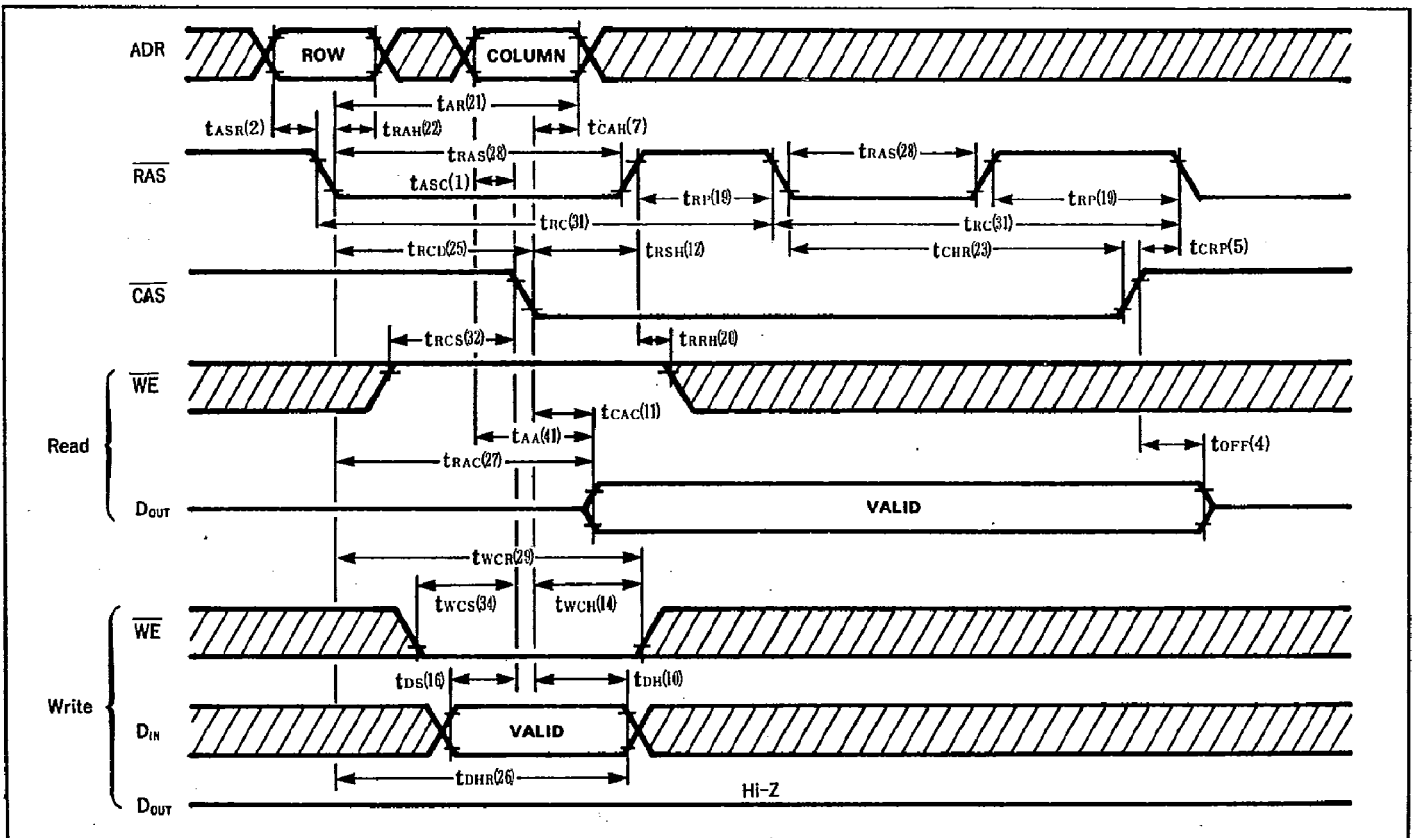 ADR
ROW
COLUMN
tAR(21)
tASR(2)
tRAH(22)
tCAH(7)
RAS
tRAS(28)
tRAS(28)
tASC(1)
tRP(19)
tRP(19)
tRC(31)
tRC(31)
tRCD(25)
tRSH(12)
tCHR(23)
tCRP(5)
CAS
tRCS(32)
tRRH(20)
WE
tCAC(11)
tAA(41)
Read
tRAC(27)
tOFF(4)
DOUT
VALID
tWCR(29)
tWCS(34)
tWCH(14)
WE
tDS(16)
tDH(10)
Write
DIN
VALID
tDHR(26)
Hi-Z
DOUT